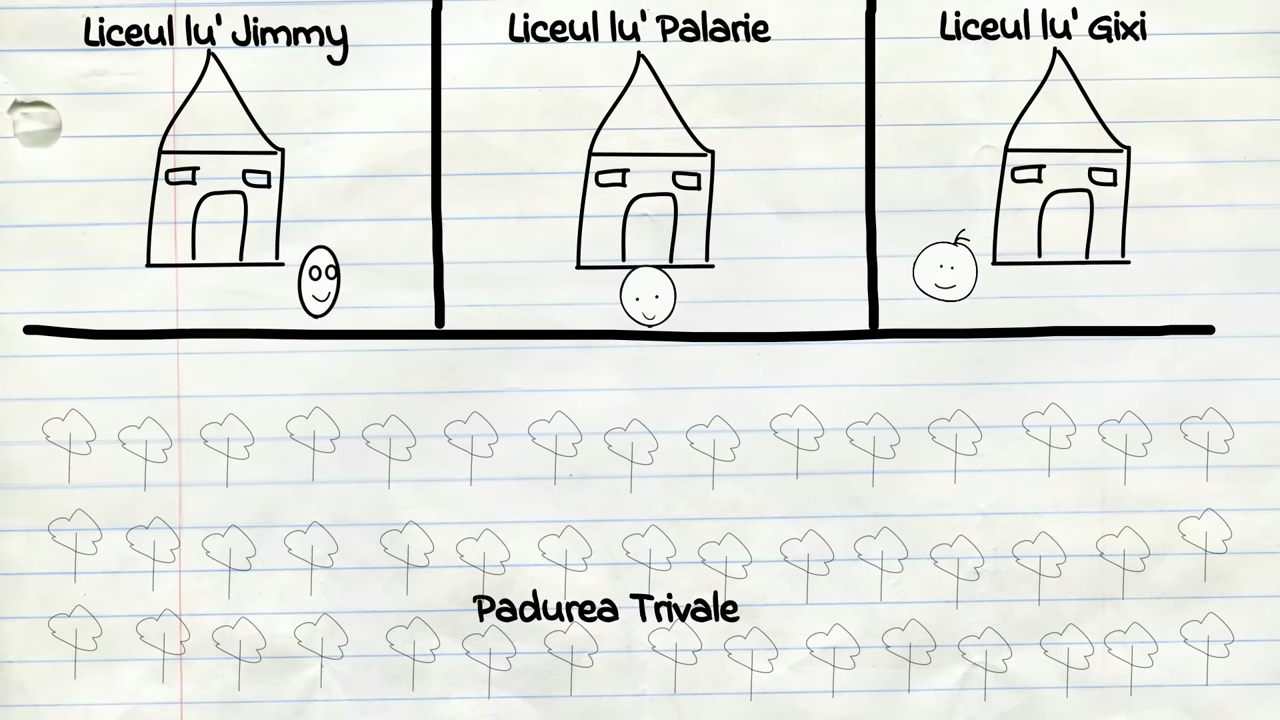 Liceul lu' Jimmy
Liceul lu' Palarie
Liceul lu' Gixi
Padurea Trivale